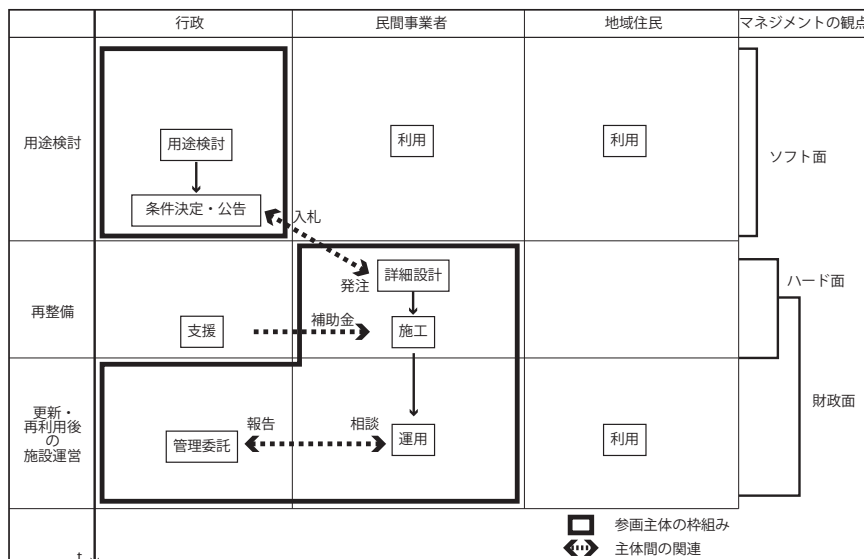 行政
民間事業者
地域住民
マネジメントの観点
用途検討
用途検討
条件決定・公告
利用
利用
ソフト面
入札
発注
再整備
支援
補助金
詳細設計
施工
ハード面
財政面
更新・
再利用後
の
施設運営
管理委託
報告
相談
運用
利用
参画主体の枠組み
主体間の関連
t